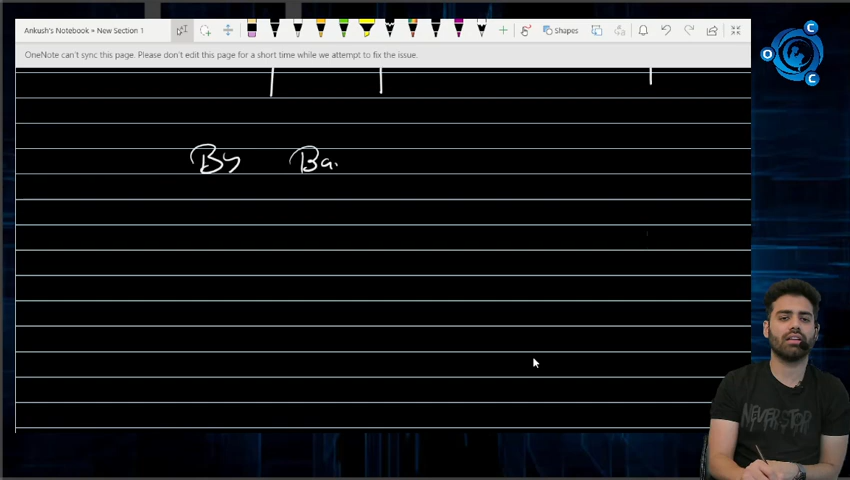 Ankush's Notebook » New Section 1
Shapes
OneNote can't sync this page. Please don't edit this page for a short time while we attempt to fix the issue.
By Ba
O C C
NEVER STOP